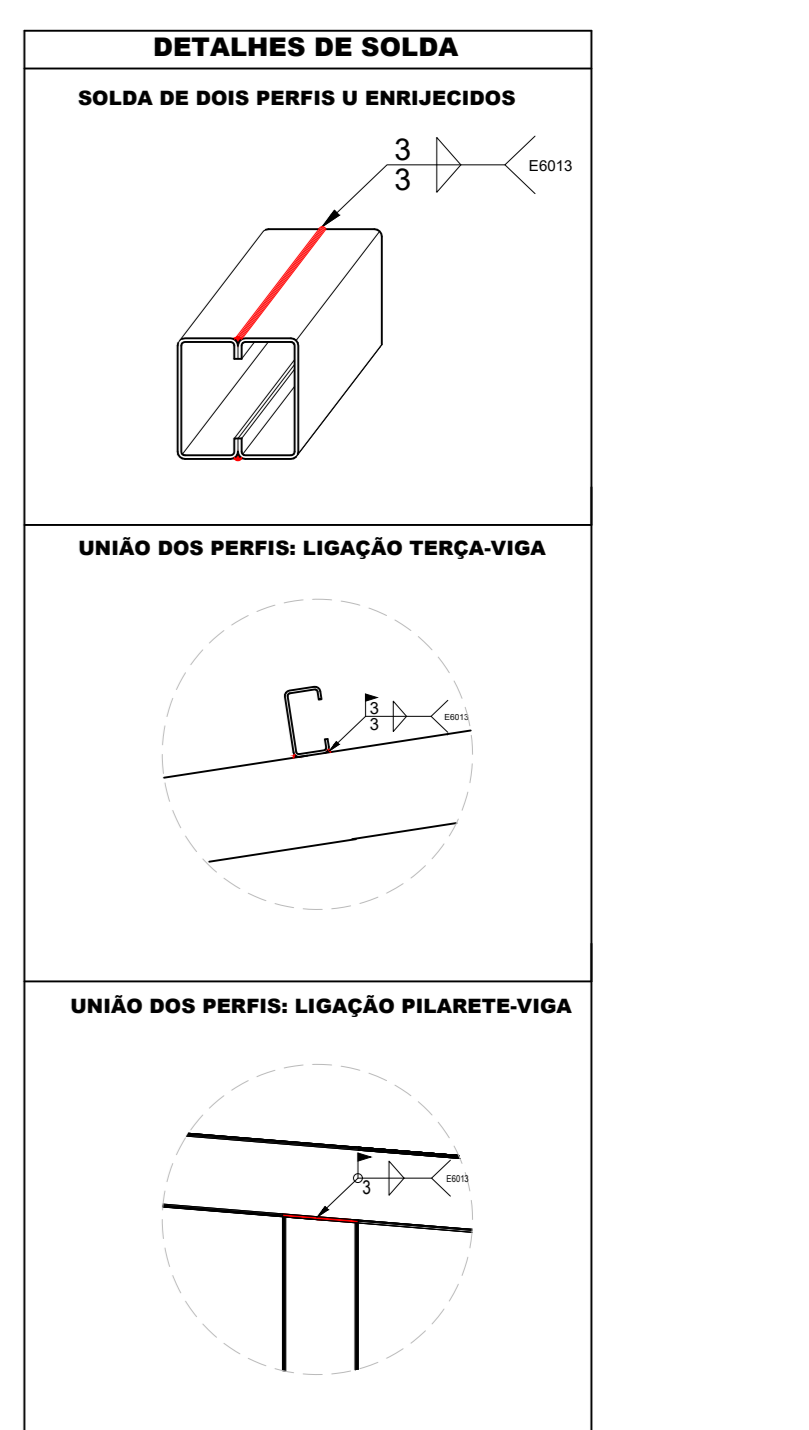 DETALHES DE SOLDA
SOLDA DE DOIS PERFIS U ENRIJECIDOS
3
3
E6013
UNIÃO DOS PERFIS: LIGAÇÃO TERÇA-VIGA
3
3
E6013
UNIÃO DOS PERFIS: LIGAÇÃO PILARETE-VIGA
3
E6013